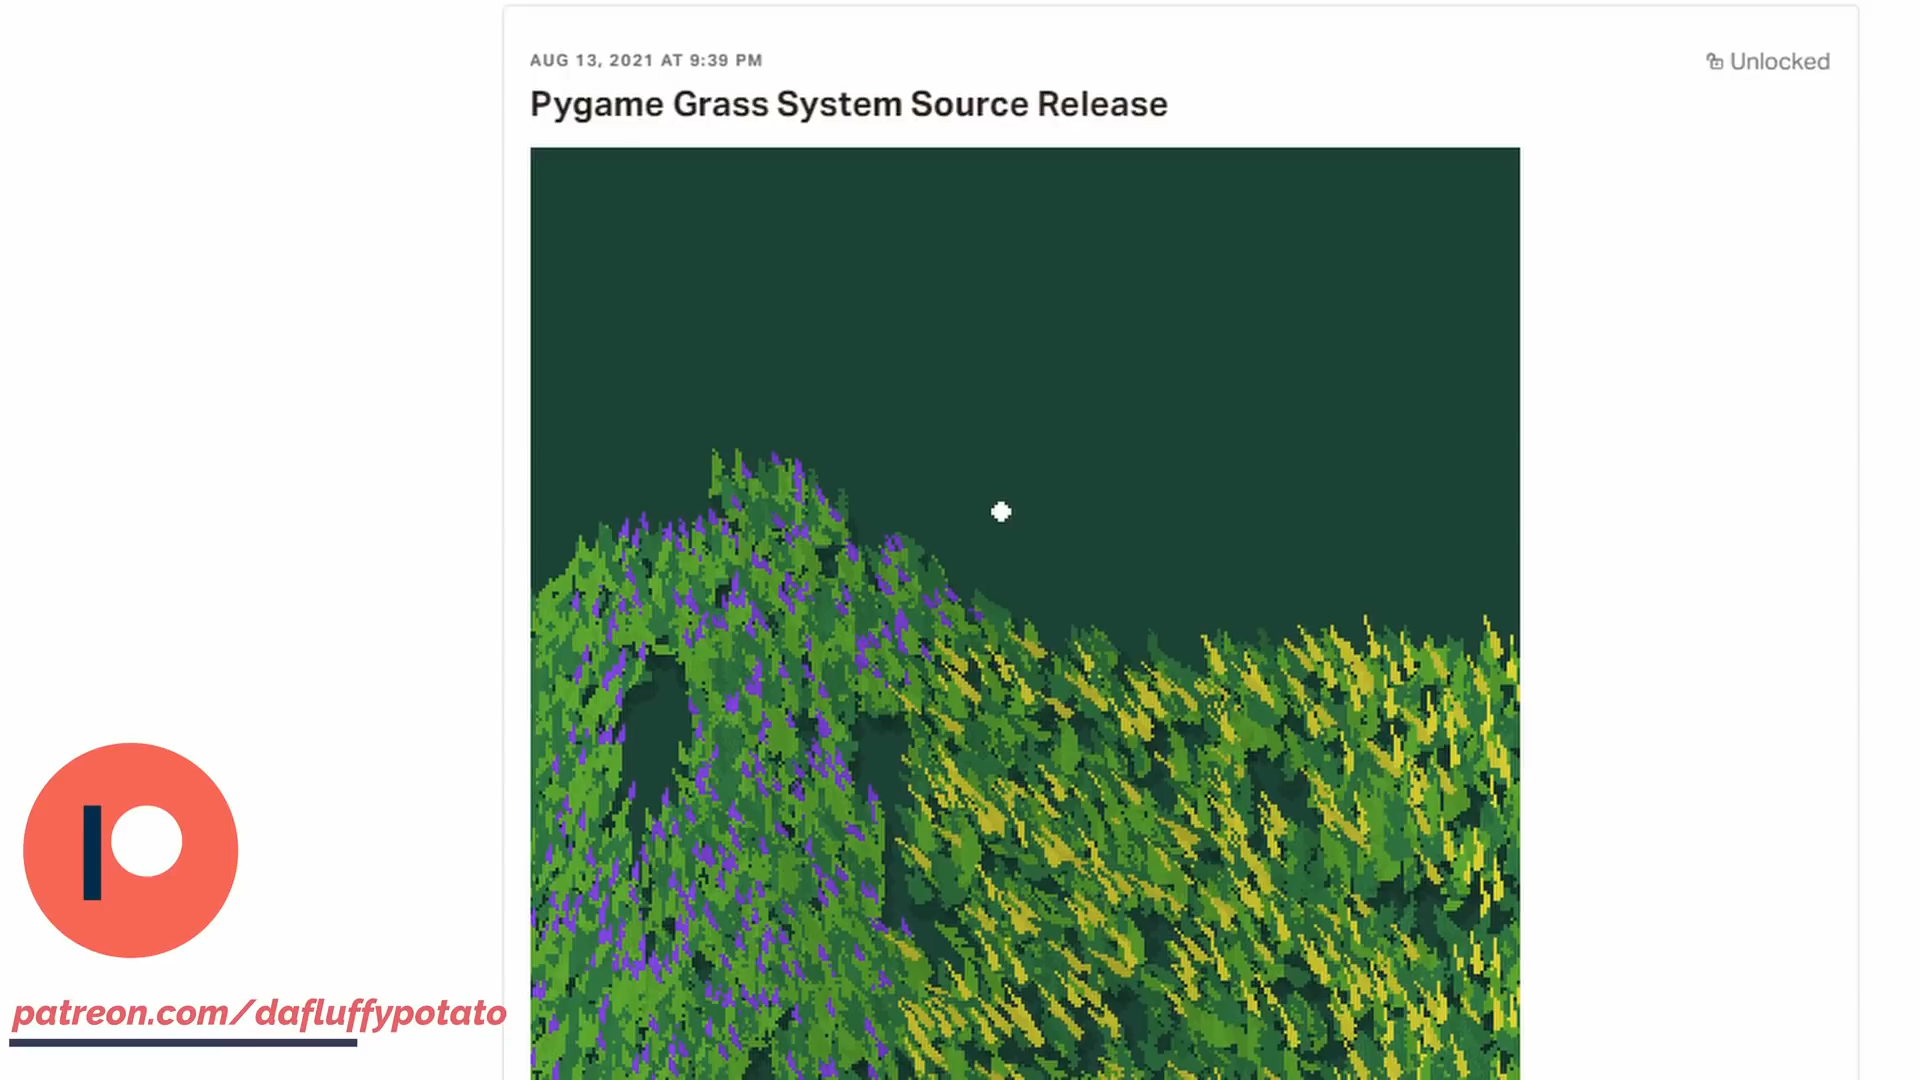 AUG 13, 2021 AT 9:39 PM
Unlocked
Pygame Grass System Source Release
patreon.com/dafluffypotato